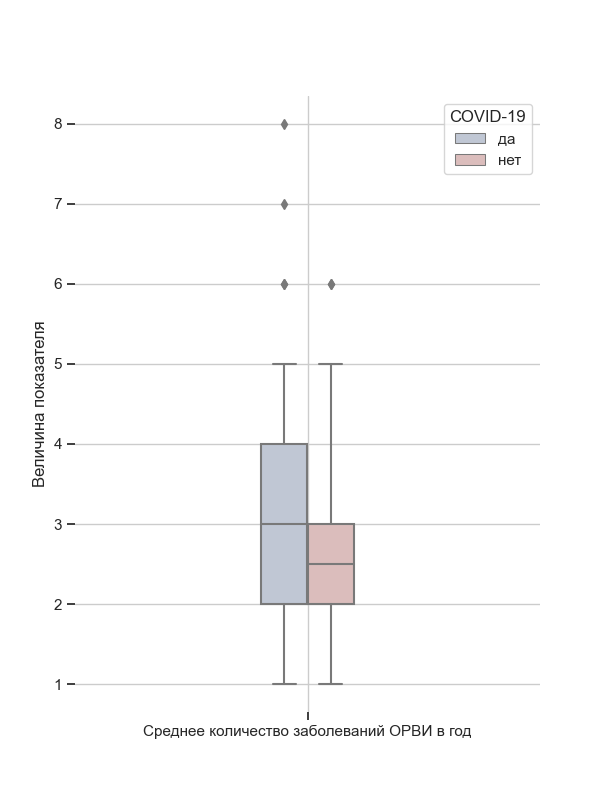 COVID-19
да
нет
8
7
6
5
4
3
2
1
Величина показателя
Среднее количество заболеваний ОРВИ в год